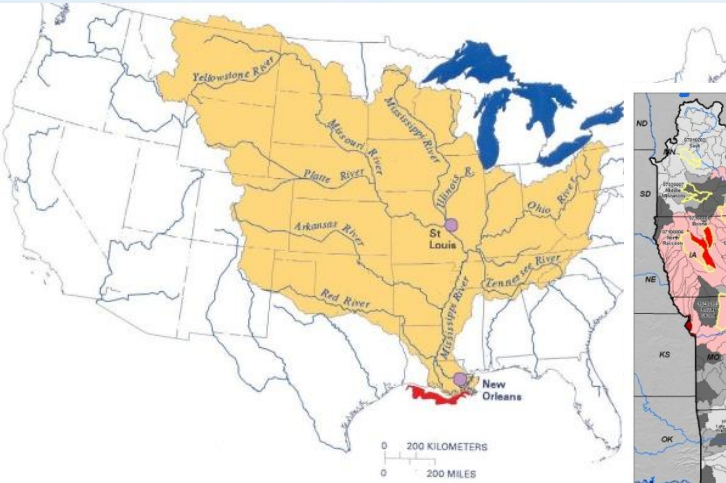 Yellowstone River
Missouri River
Mississippi River
Platte River
Illinois R.
Ohio River
St
Louis
Arkansas River
Tennessee River
Red River
Mississippi River
New
Orleans
0 200 KILOMETERS
0 200 MILES
ND
MN
SD
IA
NE
KS
MO
OK